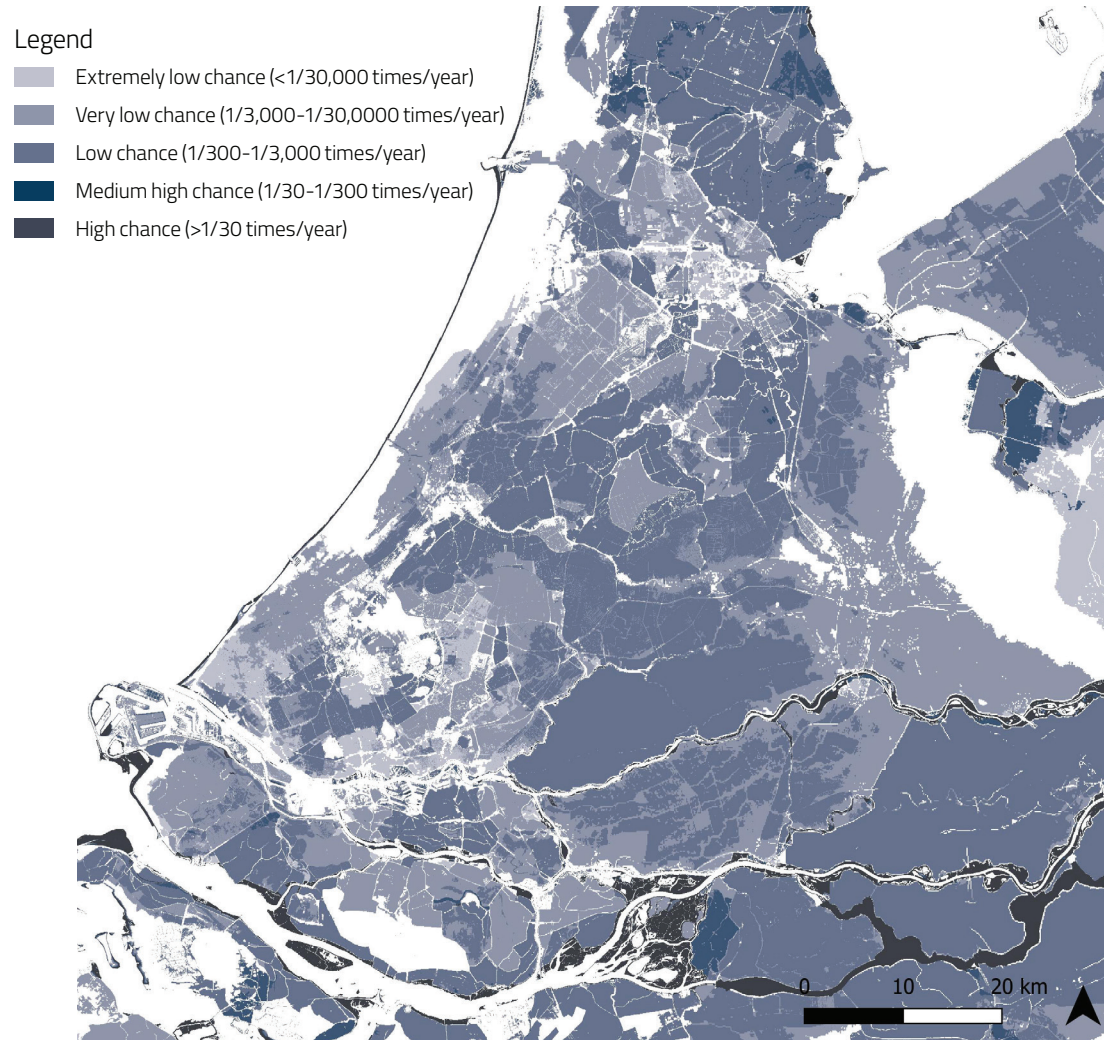 Legend
Extremely low chance (<1/30,000 times/year)
Very low chance (1/3,000-1/30,0000 times/year)
Low chance (1/300-1/3,000 times/year)
Medium high chance (1/30-1/300 times/year)
High chance (>1/30 times/year)
0 10 20 km